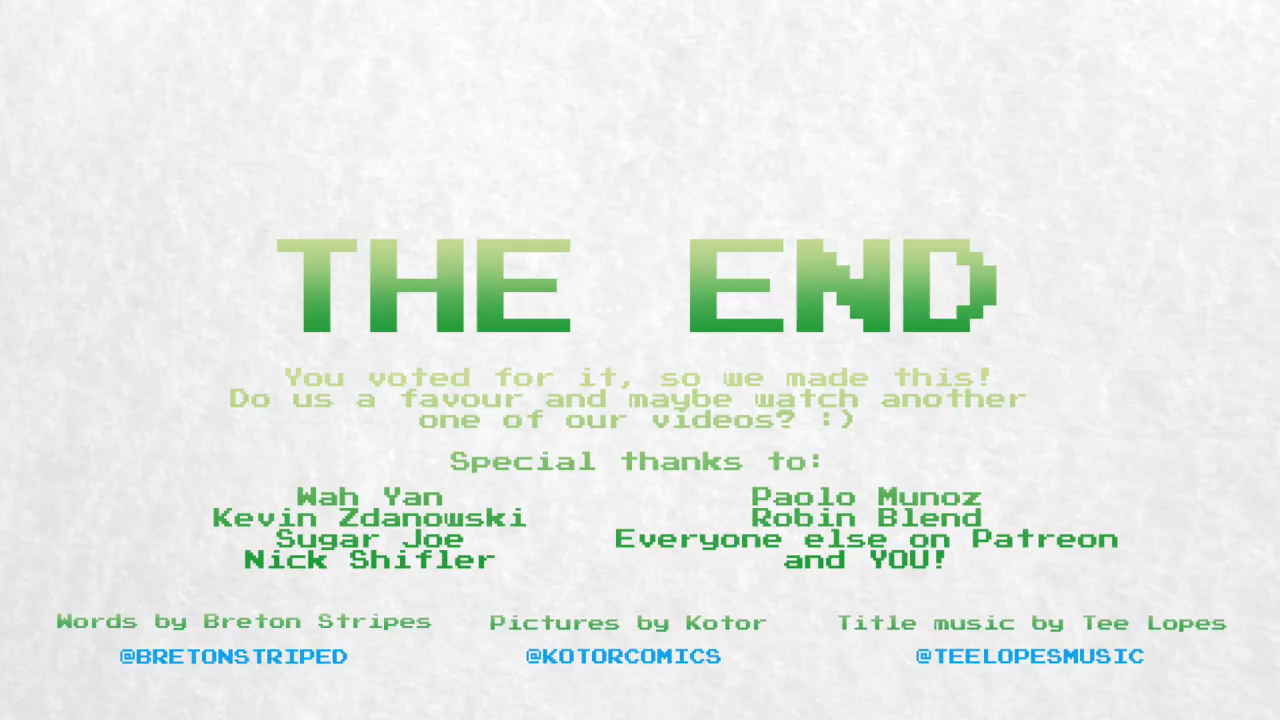 THE END
You voted for it, so we made this!
Do us a favour and maybe watch another
one of our videos? :)
Special thanks to:
Wah Yan
Kevin Zdanowski
Sugar Joe
Nick Shifler
Paolo Munoz
Robin Blend
Everyone else on Patreon
and YOU!
Words by Breton Stripes
@BRETONSTRIPED
Pictures by Kotor
@KOTORCOMICS
Title music by Tee Lopes
@TEELOPESMUSIC